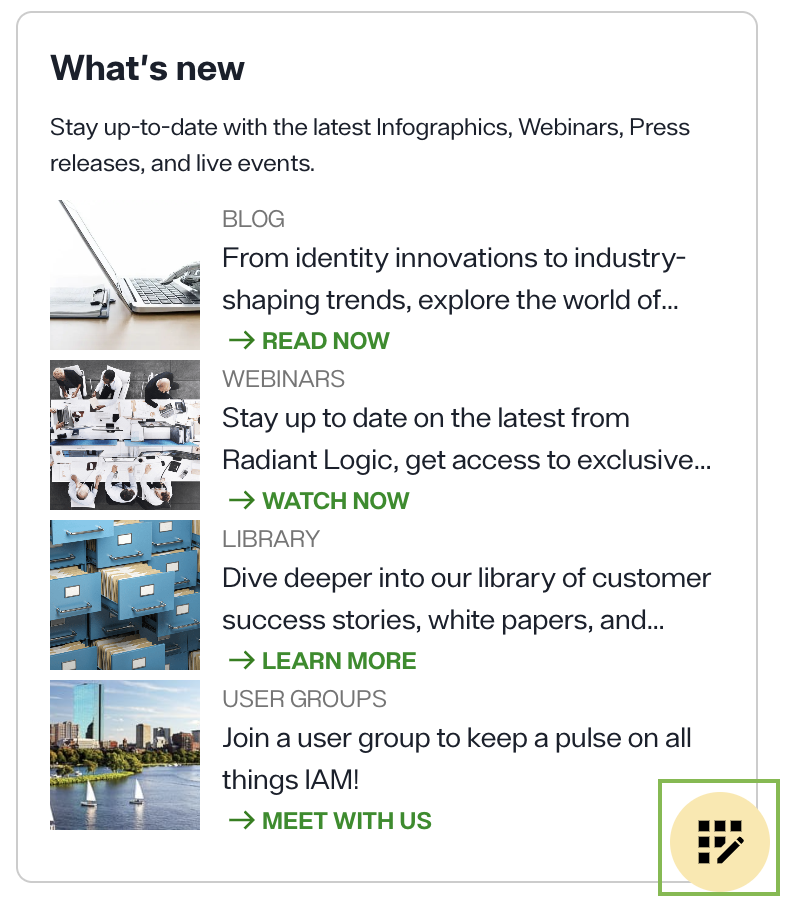 What's new
Stay up-to-date with the latest Infographics, Webinars, Press
releases, and live events.
BLOG
From identity innovations to industry-
shaping trends, explore the world of...
→ READ NOW
WEBINARS
Stay up to date on the latest from
Radiant Logic, get access to exclusive...
→ WATCH NOW
LIBRARY
Dive deeper into our library of customer
success stories, white papers, and...
→ LEARN MORE
USER GROUPS
Join a user group to keep a pulse on all
things IAM!
→ MEET WITH US